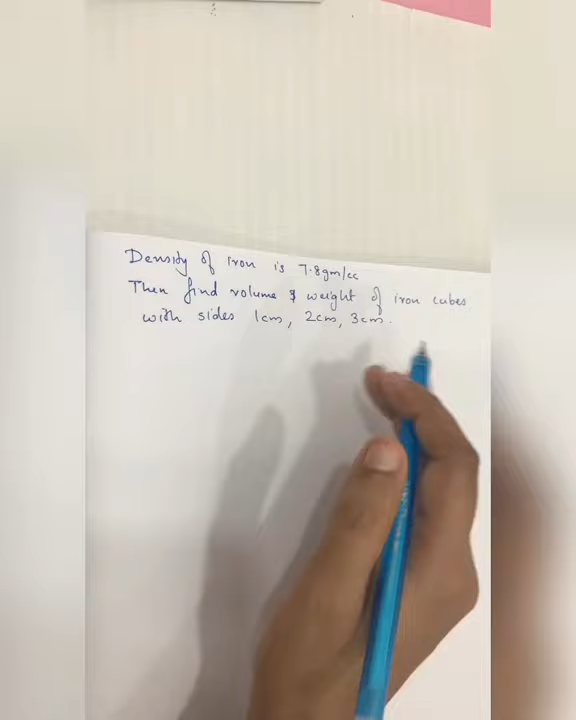 Density of iron is 7.8gm/cc
Then find volume & weight of iron cubes
with sides 1cm, 2cm, 3cm.